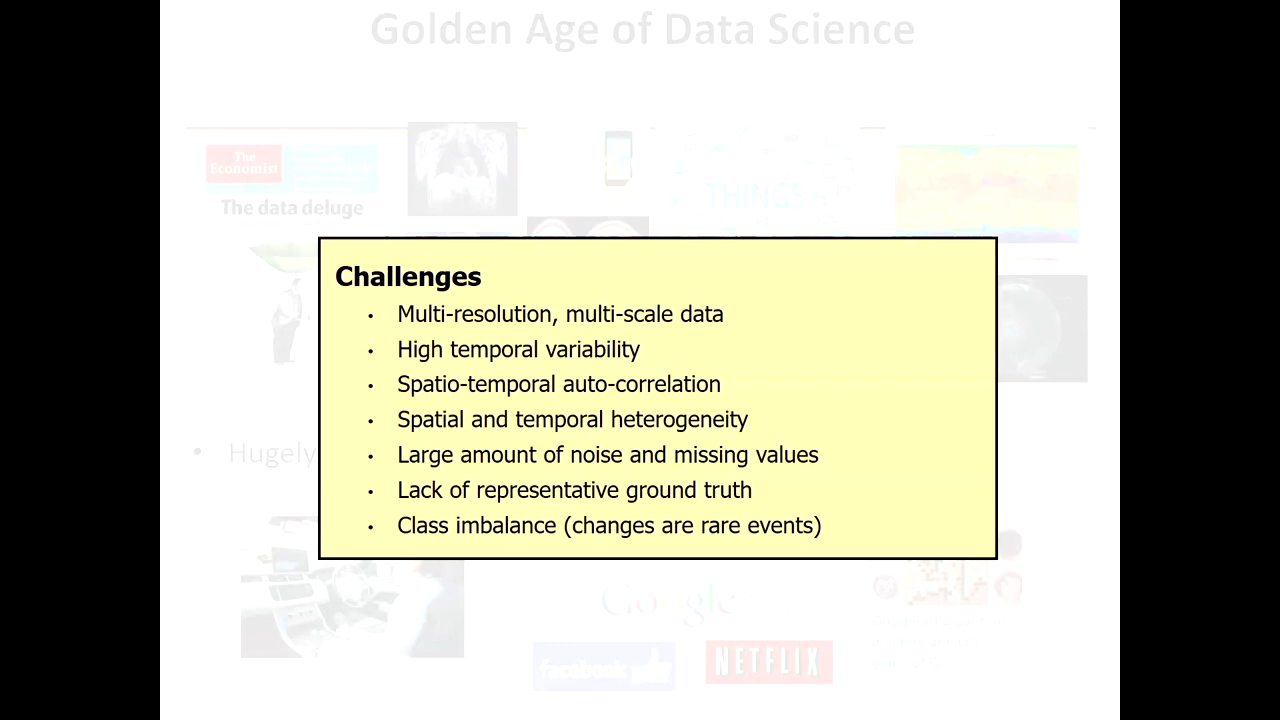 Golden Age of Data Science
The
Economist
The data deluge
THINGS
Challenges
• Multi-resolution, multi-scale data
• High temporal variability
• Spatio-temporal auto-correlation
• Spatial and temporal heterogeneity
• Large amount of noise and missing values
• Lack of representative ground truth
• Class imbalance (changes are rare events)
• Hugely
Google
facebook
NETFLIX